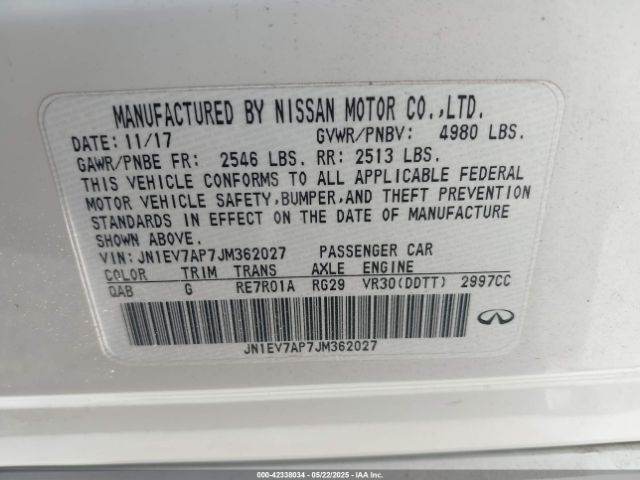 MANUFACTURED BY NISSAN MOTOR CO.,LTD.
DATE: 11/17 GVWR/PNBV: 4980 LBS.
GAWR/PNBE FR: 2546 LBS. RR: 2513 LBS.
THIS VEHICLE CONFORMS TO ALL APPLICABLE FEDERAL
MOTOR VEHICLE SAFETY,BUMPER,AND THEFT PREVENTION
STANDARDS IN EFFECT ON THE DATE OF MANUFACTURE
SHOWN ABOVE.
VIN: JN1EV7AP7JM362027 PASSENGER CAR
COLOR TRIM TRANS AXLE ENGINE
QAB G RE7R01A RG29 VR30(DDTT) 2997CC
JN1EV7AP7JM362027
000-42338034 - 05/22/2025 - IAAI.COM